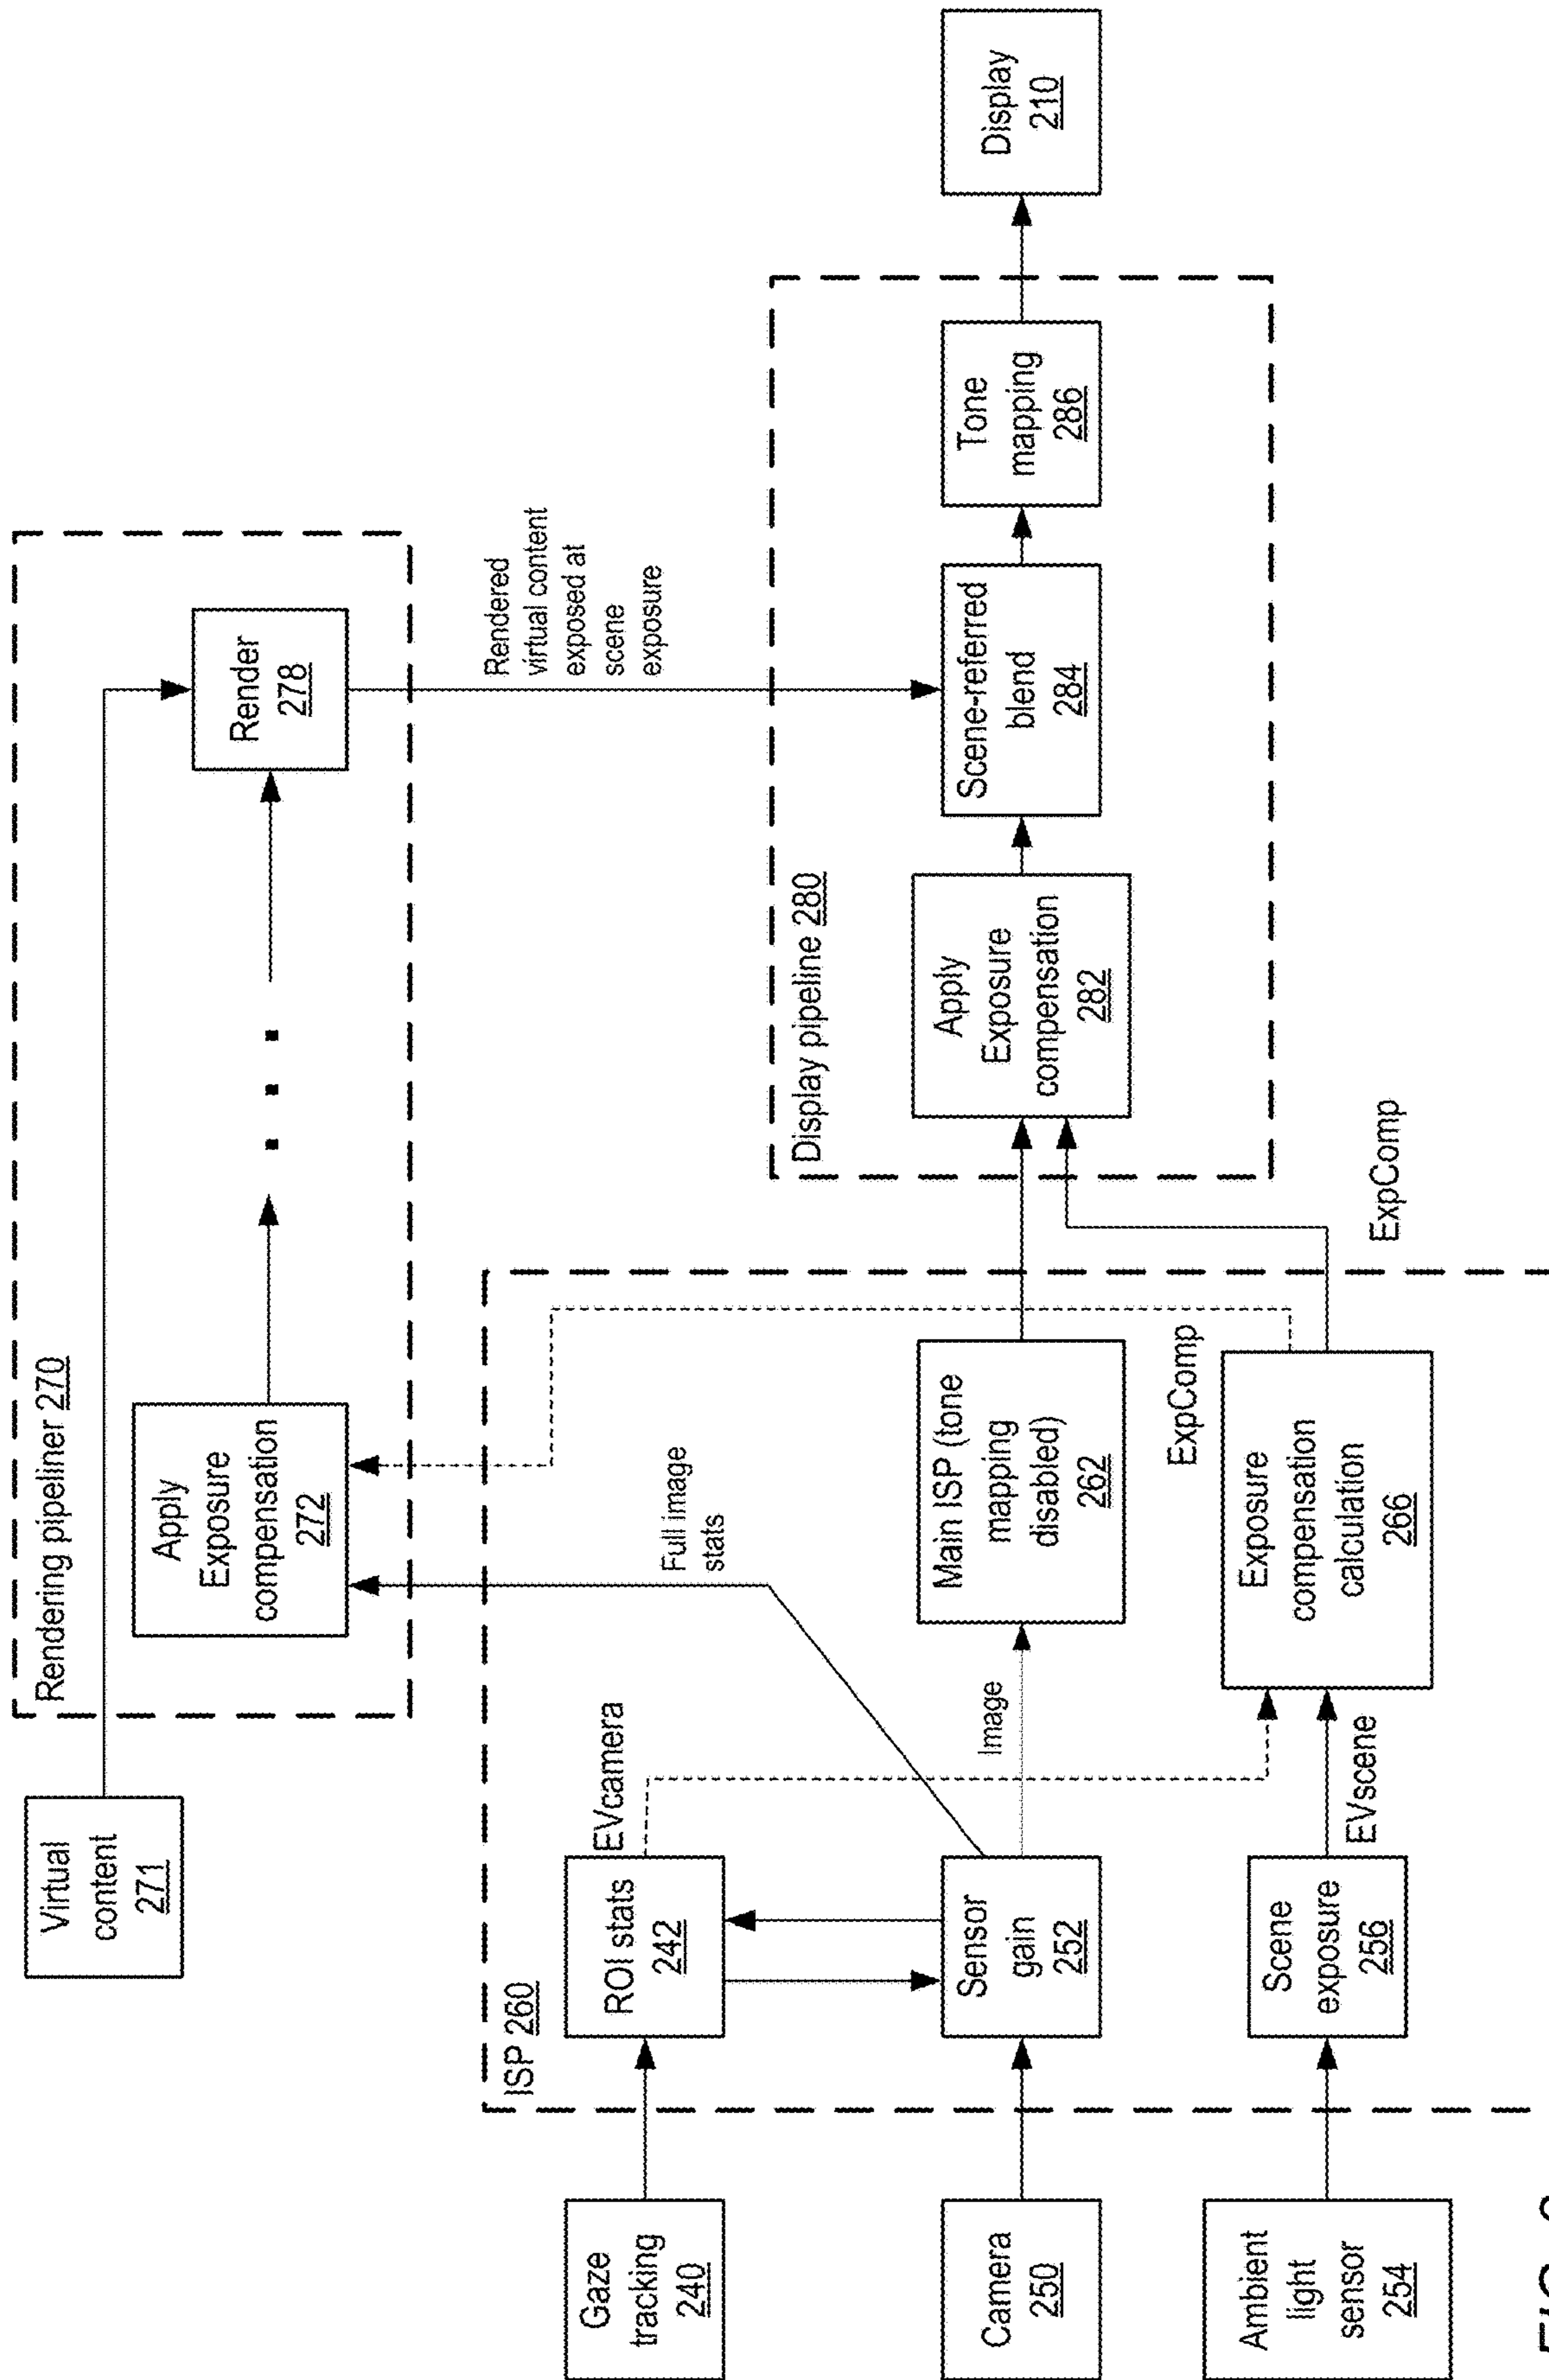 Virtual
content
271
Rendering pipeliner 270
Apply
Exposure
compensation
272
Render
278
Rendered
virtual content
exposed at
scene
exposure
Full image
stats
Gaze
tracking
240
ISP 260
ROI stats
242
EVcamera
Camera
250
Sensor
gain
252
Image
Main ISP (tone
mapping
disabled)
262
Ambient
light
sensor
254
Scene
exposure
256
EVscene
Exposure
compensation
calculation
266
ExpComp
ExpComp
Display pipeline 280
Apply
Exposure
compensation
282
Scene-referred
blend
284
Tone
mapping
286
Display
210
FIG.